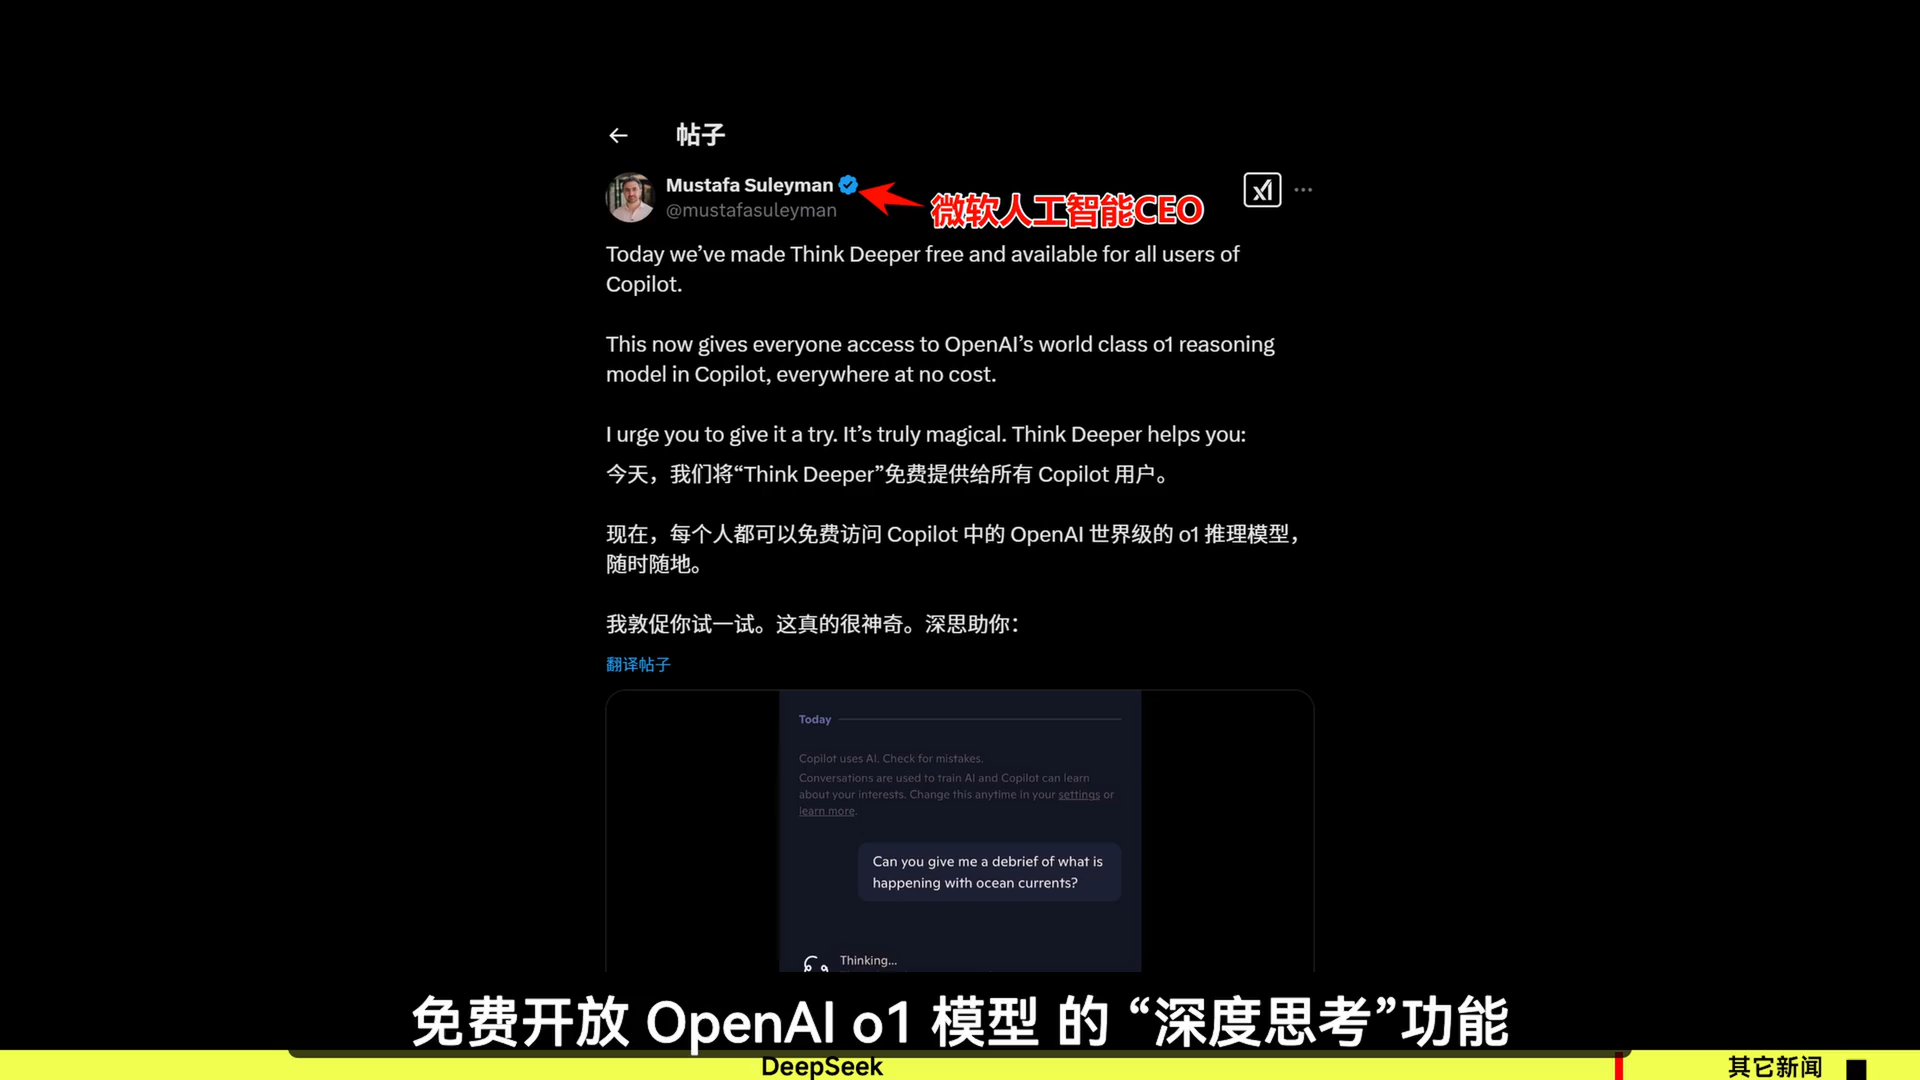 帖子
Mustafa Suleyman
@mustafasuleyman
微软人工智能CEO
Today we’ve made Think Deeper free and available for all users of
Copilot.
This now gives everyone access to OpenAI’s world class o1 reasoning
model in Copilot, everywhere at no cost.
I urge you to give it a try. It’s truly magical. Think Deeper helps you:
今天，我们将“Think Deeper”免费提供给所有 Copilot 用户。
现在，每个人都可以免费访问 Copilot 中的 OpenAI 世界级的 o1 推理模型，
随时随地。
我敦促你试一试。这真的很神奇。深思助你：
翻译帖子
Today
Copilot uses AI. Check for mistakes.
Conversations are used to train AI and Copilot can learn
about your interests. Change this anytime in your settings or
learn more.
Can you give me a debrief of what is
happening with ocean currents?
Thinking...
免费开放 OpenAI o1 模型 的 “深度思考”功能
DeepSeek
其它新闻